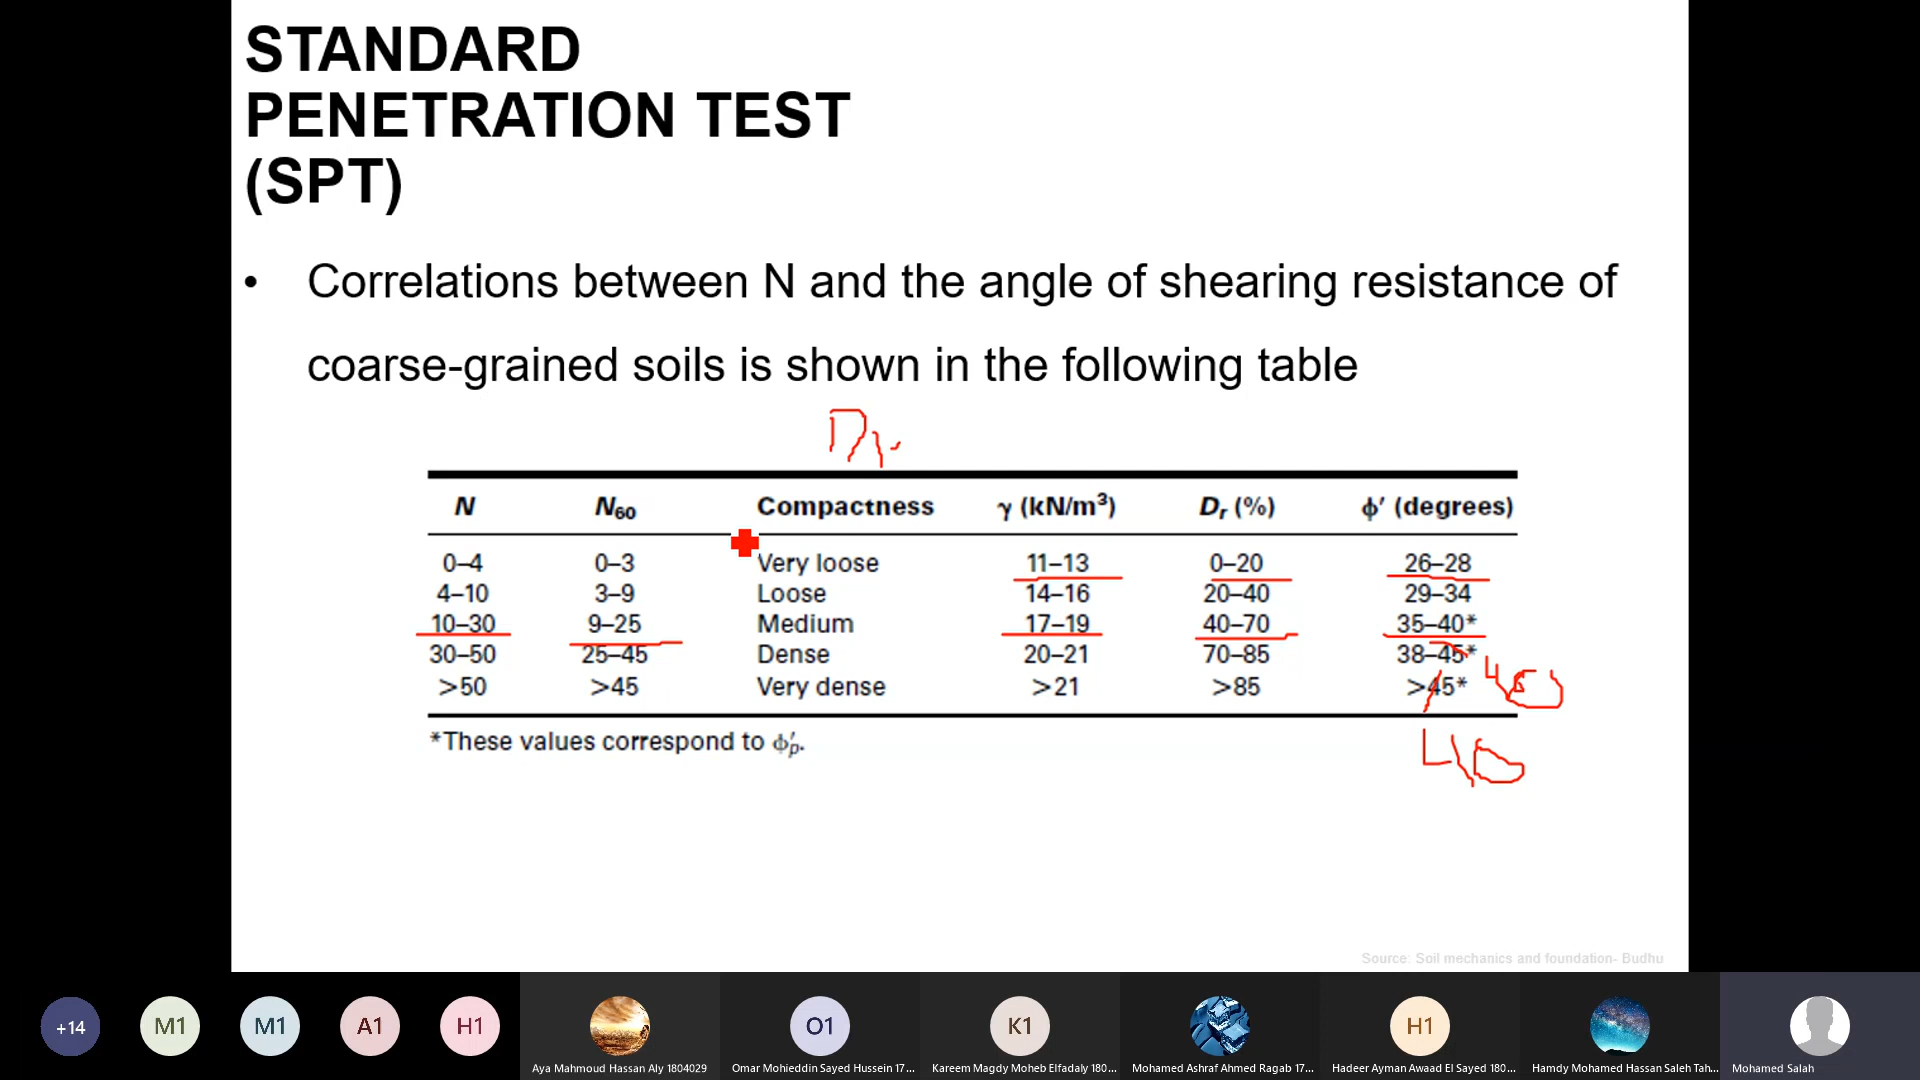 STANDARD
PENETRATION TEST
(SPT)
• Correlations between N and the angle of shearing resistance of
coarse-grained soils is shown in the following table
Dr
N N₆₀ Compactness γ (kN/m³) Dᵣ (%) ϕ′ (degrees)
0–4 0–3 Very loose 11–13 0–20 26–28
4–10 3–9 Loose 14–16 20–40 29–34
10–30 9–25 Medium 17–19 40–70 35–40*
30–50 25–45 Dense 20–21 70–85 38–45*
>50 >45 Very dense >21 >85 >45*
*These values correspond to ϕ′ₚ.
Source: Soil mechanics and foundation- Budhu
+14 M1 M1 A1 H1 O1 K1 H1
Aya Mahmoud Hassan Aly 1804029 Omar Mohieddin Sayed Hussein 17... Kareem Magdy Moheb Elfadaly 180... Mohamed Ashraf Ahmed Ragab 17... Hadeer Ayman Awaad El Sayed 180... Hamdy Mohamed Hassan Saleh Tah... Mohamed Salah